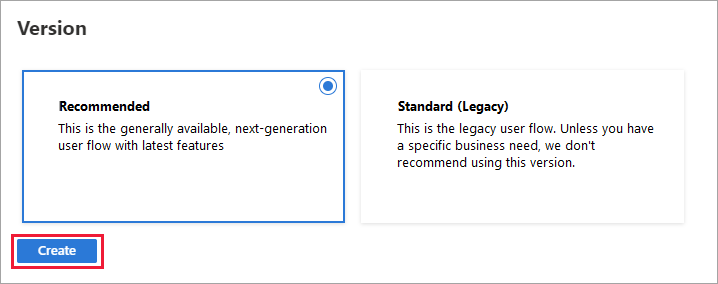 Version
Recommended
This is the generally available, next-generation
user flow with latest features
Standard (Legacy)
This is the legacy user flow. Unless you have
a specific business need, we don't
recommend using this version.
Create